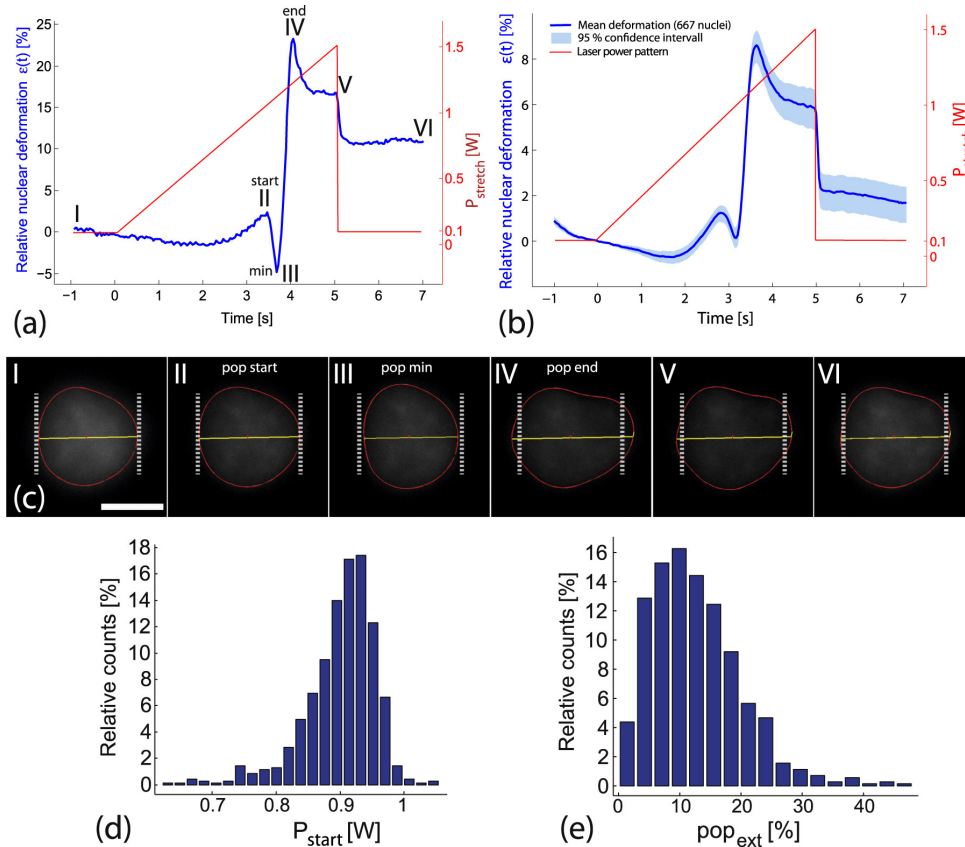 Relative nuclear deformation ε(t) [%]
25
20
15
10
5
0
−5
−1 0 1 2 3 4 5 6 7
Time [s]
1.5
1
0.5
0.1
0
P stretch [W]
I
start
II
min III
end
IV
V
VI
(a)
Relative nuclear deformation ε(t) [%]
8
6
4
2
0
−1 0 1 2 3 4 5 6 7
Time [s]
Mean deformation (667 nuclei)
95 % confidence intervall
Laser power pattern
1.5
1
0.5
0.1
0
P stretch [W]
(b)
I II pop start III pop min IV pop end V VI
(c)
Relative counts [%]
18
16
14
12
10
8
6
4
2
0
0.7 0.8 0.9 1
P start [W]
(d)
Relative counts [%]
16
14
12
10
8
6
4
2
0
0 10 20 30 40
pop ext [%]
(e)